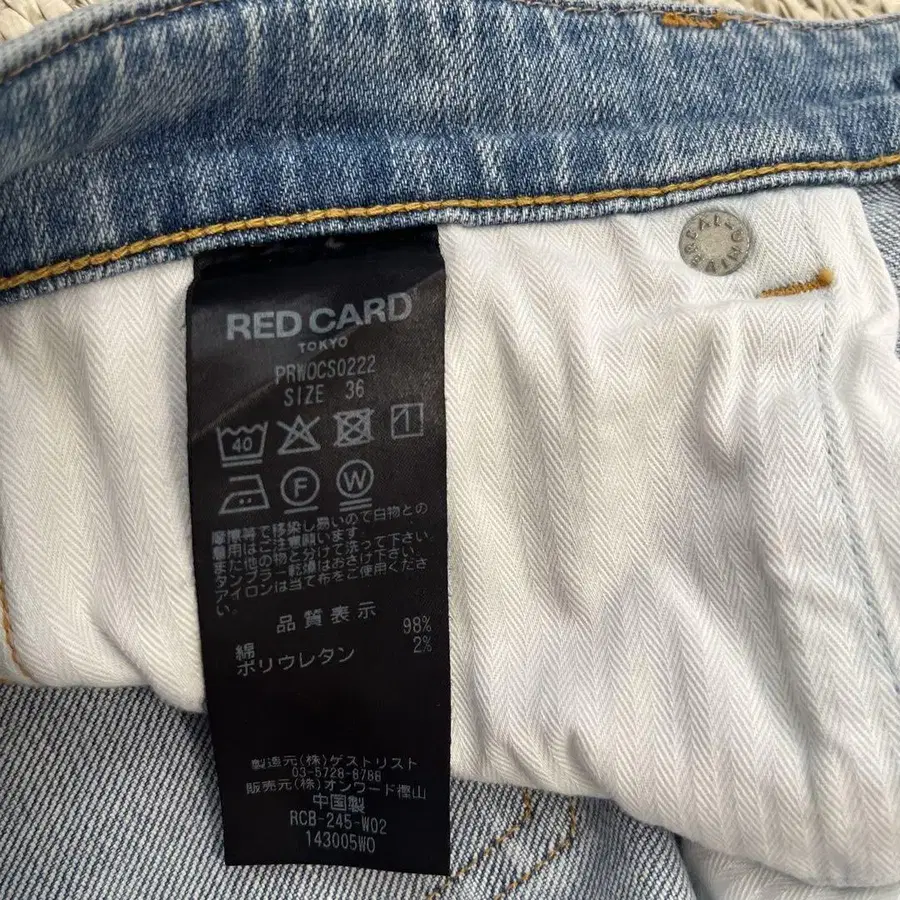 RED CARD
TOKYO
PRWOCS0222
SIZE 36
40
F W
摩擦等で移染し易いので白物との
着用はご注意願います。
また他の物と分けて洗って下さい
タンブラー乾燥はおさけ下さい。
アイロンは当て布をご使用くださ
い。
品質表示
綿 98%
ポリウレタン 2%
製造元(株)ゲストリスト
03-5728-8788
販売元(株)オンワード樫山
中国製
RCB-245-W02
143005W0
UNIVERSAL